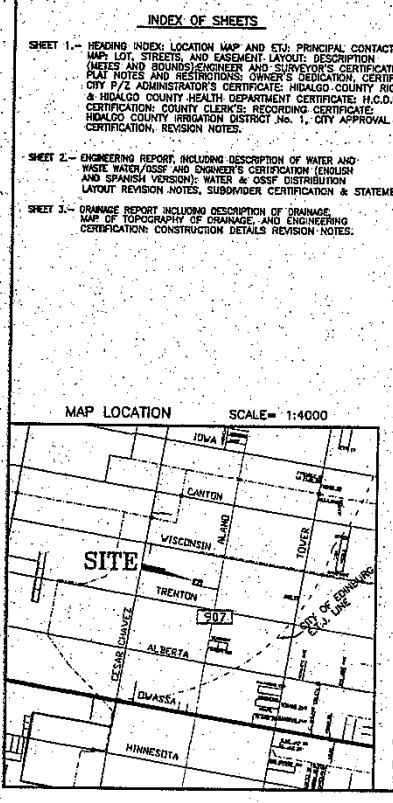 INDEX OF SHEETS
SHEET 1.- HEADING INDEX: LOCATION MAP AND ETJ: PRINCIPAL CONTACT
MAP: LOT, STREETS, AND EASEMENT LAYOUT: DESCRIPTION
(METES AND BOUNDS) ENGINEER AND SURVEYOR'S CERTIFICAT
PLAT NOTES AND RESTRICTIONS: OWNER'S DEDICATION, CERTIF
CITY P/Z ADMINISTRATOR'S CERTIFICATE: HIDALGO COUNTY RIG
& HIDALGO COUNTY HEALTH DEPARTMENT CERTIFICATE: H.C.D.
CERTIFICATION: COUNTY CLERK'S: RECORDING CERTIFICATE:
HIDALGO COUNTY IRRIGATION DISTRICT No. 1, CITY APPROVAL
CERTIFICATION, REVISION NOTES.
SHEET 2.- ENGINEERING REPORT, INCLUDING DESCRIPTION OF WATER AND
WASTE WATER/OSSF AND ENGINEER'S CERTIFICATION (ENGLISH
AND SPANISH VERSION): WATER & OSSF DISTRIBUTION
LAYOUT REVISION NOTES, SUBDIVIDER CERTIFICATION & STATEME
SHEET 3.- DRAINAGE REPORT INCLUDING DESCRIPTION OF DRAINAGE,
MAP OF TOPOGRAPHY OF DRAINAGE, AND ENGINEERING
CERTIFICATION: CONSTRUCTION DETAILS REVISION NOTES.
MAP LOCATION SCALE= 1:4000
IOWA
CANTON
ALAMO
WISCONSIN
TOWER
SITE
TRENTON
CITY OF EDINBURG
E.T.J. LINE
907
CESAR CHAVEZ
ALBERTA
OWASSA
MINNESOTA